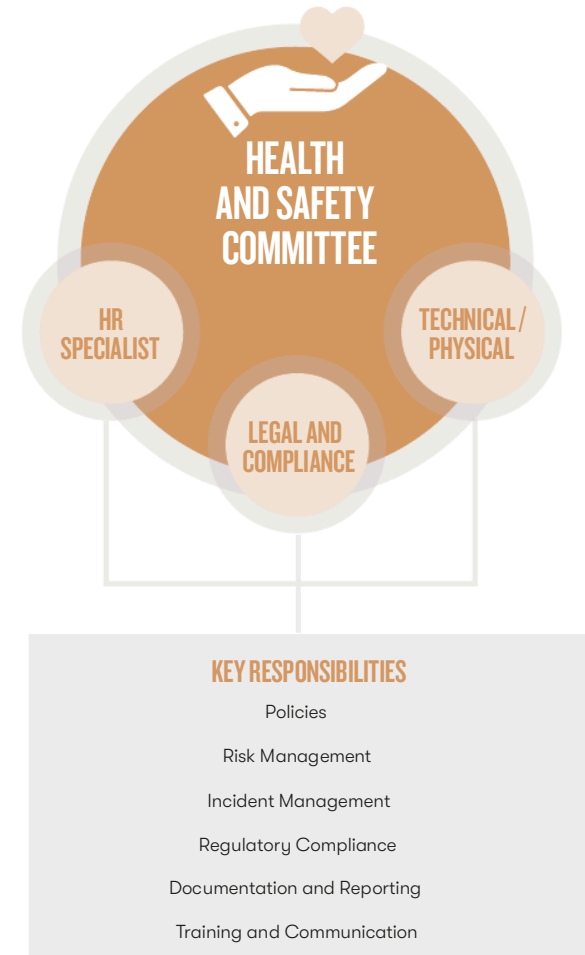 HEALTH
AND SAFETY
COMMITTEE
HR
SPECIALIST
TECHNICAL /
PHYSICAL
LEGAL AND
COMPLIANCE
KEY RESPONSIBILITIES
Policies
Risk Management
Incident Management
Regulatory Compliance
Documentation and Reporting
Training and Communication